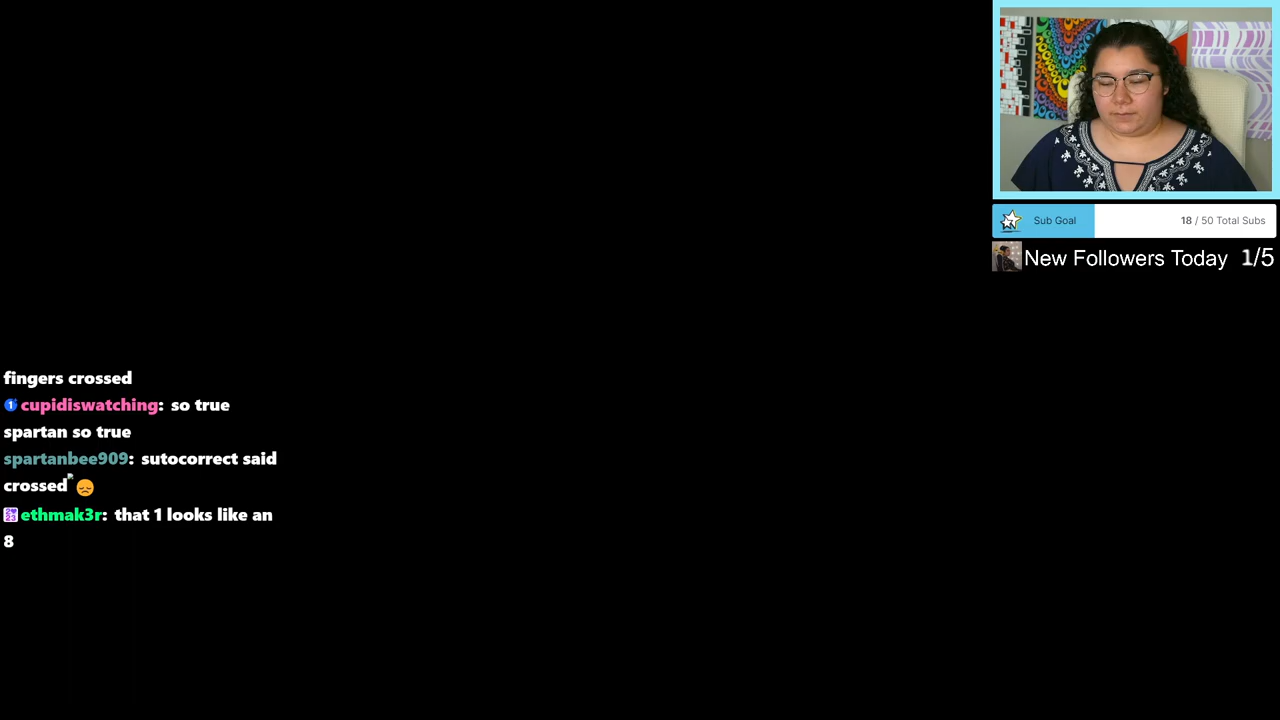 Sub Goal 18 / 50 Total Subs
New Followers Today 1/5
fingers crossed
cupidiswatching: so true
spartan so true
spartanbee909: sutocorrect said
crossed 😞
ethmak3r: that 1 looks like an
8